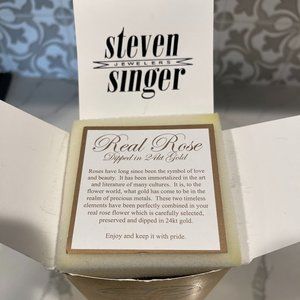 steven
JEWELERS
singer
Real Rose
Dipped in 24kt Gold
Roses have long since been the symbol of love
and beauty. It has been immortalized in the art
and literature of many cultures. It is, to the
flower world, what gold has come to be in the
realm of precious metals. These two timeless
elements have been perfectly combined in your
real rose flower which is carefully selected,
preserved and dipped in 24kt gold.
Enjoy and keep it with pride.